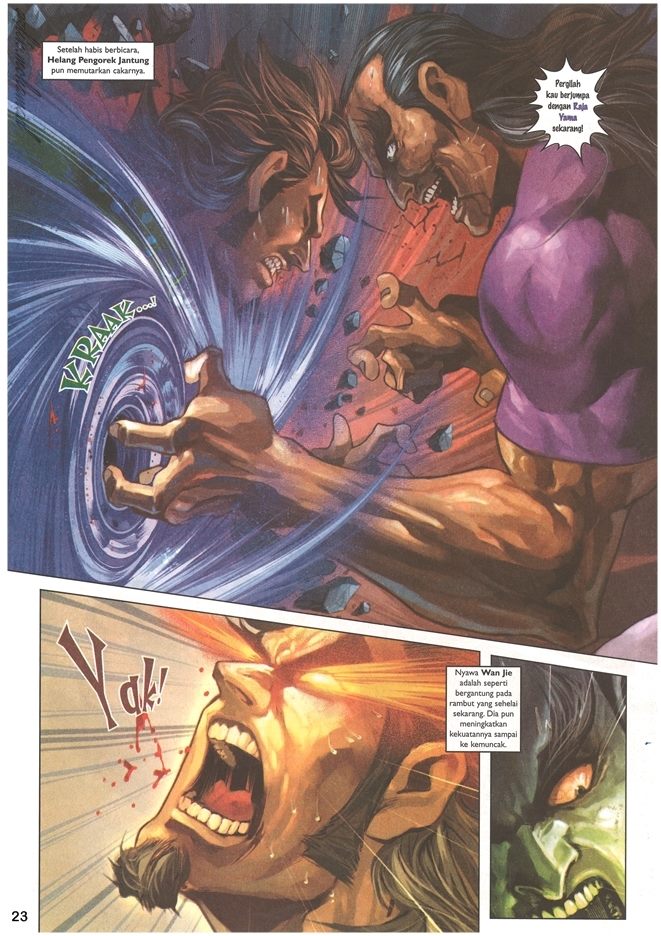 Setelah habis berbicara,
Helang Pengorek Jantung
pun memutarkan cakarnya.
Pergilah
kau berjumpa
dengan Raja
Yama
sekarang!
KRAAK...!
Yak!
Nyawa Wan Jie
adalah seperti
bergantung pada
rambut yang sehelai
sekarang. Dia pun
meningkatkan
kekuatannya sampai
ke kemuncak.
23